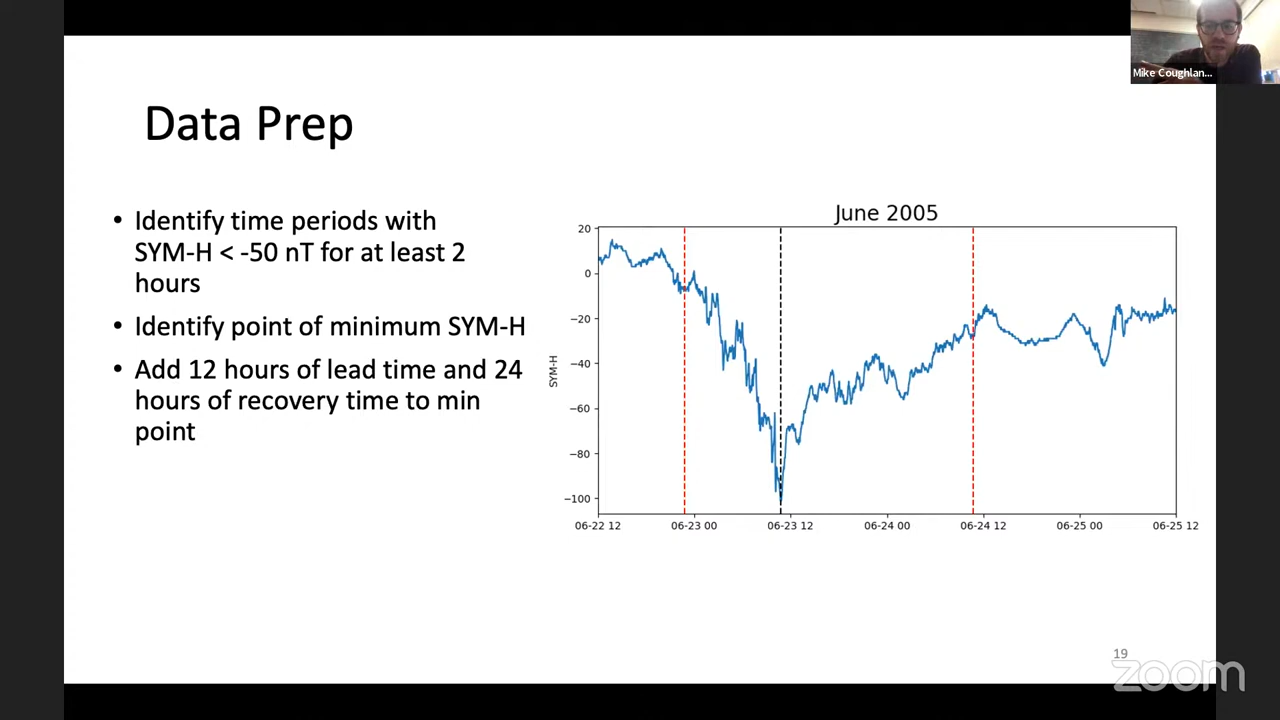 Mike Coughlan...
Data Prep
• Identify time periods with
SYM-H < -50 nT for at least 2
hours
• Identify point of minimum SYM-H
• Add 12 hours of lead time and 24
hours of recovery time to min
point
June 2005
20
0
−20
−40
−60
−80
−100
SYM-H
06-22 12
06-23 00
06-23 12
06-24 00
06-24 12
06-25 00
06-25 12
19
zoom